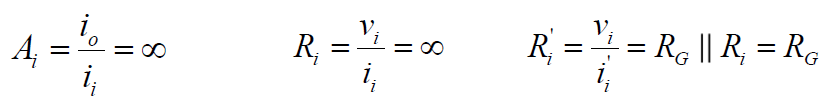 A_i = i_o / i_i = ∞    R_i = v_i / i_i = ∞    R_i' = v_i / i_i' = R_G || R_i = R_G